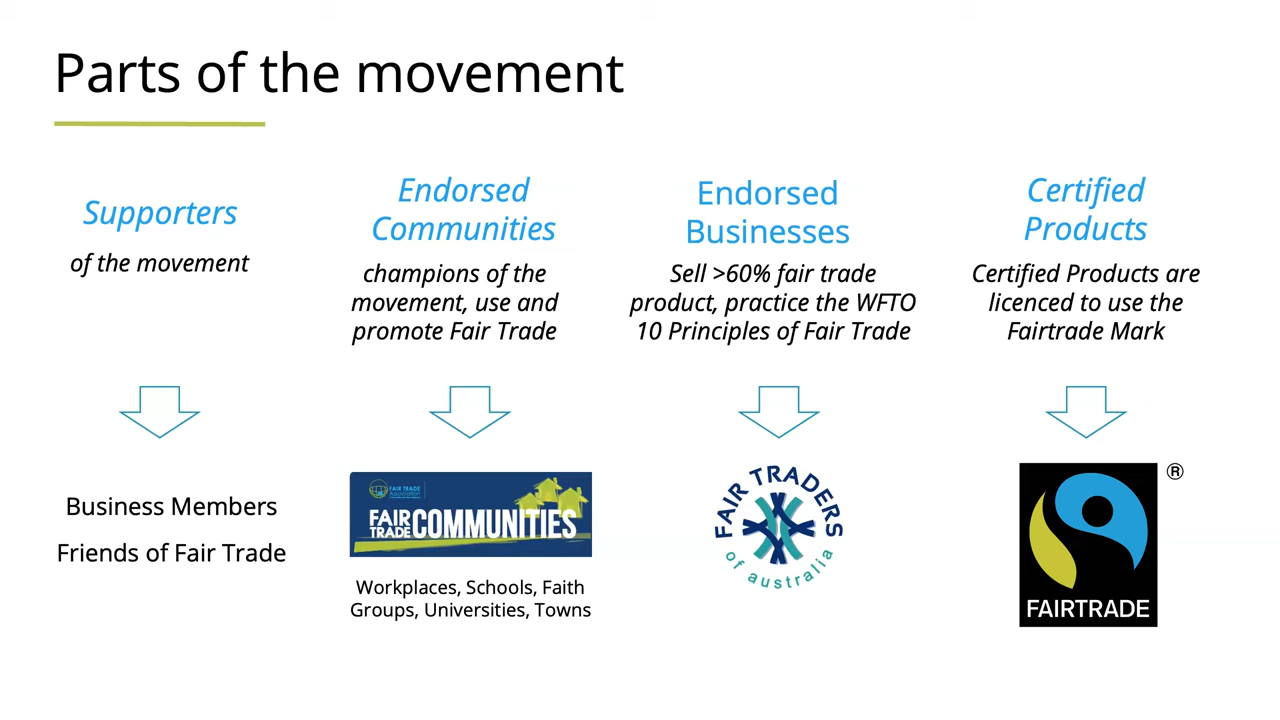 Parts of the movement
Supporters
of the movement
Business Members
Friends of Fair Trade
Endorsed
Communities
champions of the
movement, use and
promote Fair Trade
FAIR TRADE
Association
FAIR
TRADE
COMMUNITIES
Workplaces, Schools, Faith
Groups, Universities, Towns
Endorsed
Businesses
Sell >60% fair trade
product, practice the WFTO
10 Principles of Fair Trade
FAIR TRADERS
of australia
Certified
Products
Certified Products are
licenced to use the
Fairtrade Mark
®
FAIRTRADE